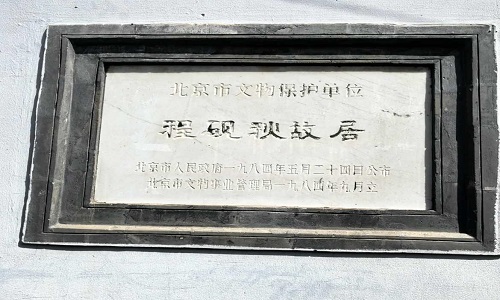 北京市文物保护单位
程砚秋故居
北京市人民政府一九八四年五月二十四日公布
北京市文物事业管理局一九八四年 月立